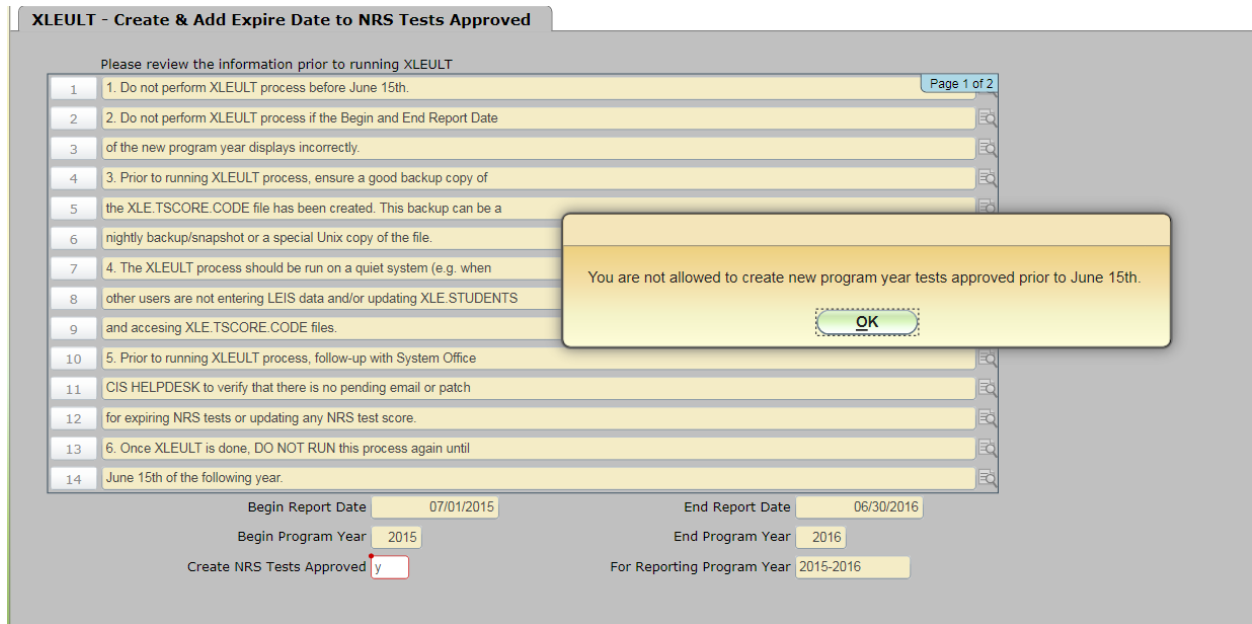 XLEULT - Create & Add Expire Date to NRS Tests Approved
Please review the information prior to running XLEULT
Page 1 of 2
1 1. Do not perform XLEULT process before June 15th.
2 2. Do not perform XLEULT process if the Begin and End Report Date
3 of the new program year displays incorrectly.
4 3. Prior to running XLEULT process, ensure a good backup copy of
5 the XLE.TSCORE.CODE file has been created. This backup can be a
6 nightly backup/snapshot or a special Unix copy of the file.
7 4. The XLEULT process should be run on a quiet system (e.g. when
8 other users are not entering LEIS data and/or updating XLE.STUDENTS
9 and accesing XLE.TSCORE.CODE files.
10 5. Prior to running XLEULT process, follow-up with System Office
11 CIS HELPDESK to verify that there is no pending email or patch
12 for expiring NRS tests or updating any NRS test score.
13 6. Once XLEULT is done, DO NOT RUN this process again until
14 June 15th of the following year.
You are not allowed to create new program year tests approved prior to June 15th.
OK
Begin Report Date 07/01/2015 End Report Date 06/30/2016
Begin Program Year 2015 End Program Year 2016
Create NRS Tests Approved y For Reporting Program Year 2015-2016